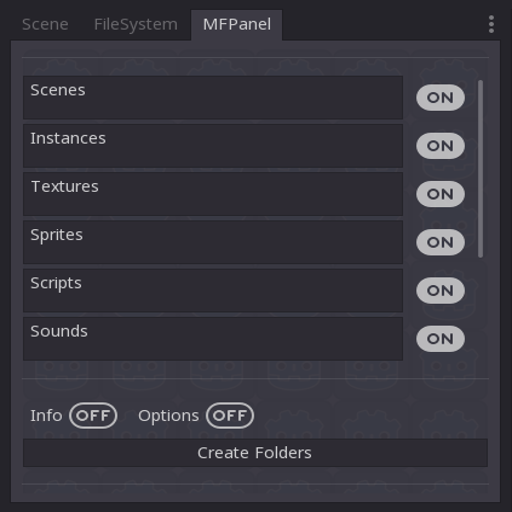 Scene FileSystem MFPanel
Scenes ON
Instances ON
Textures ON
Sprites ON
Scripts ON
Sounds ON
Info OFF Options OFF
Create Folders